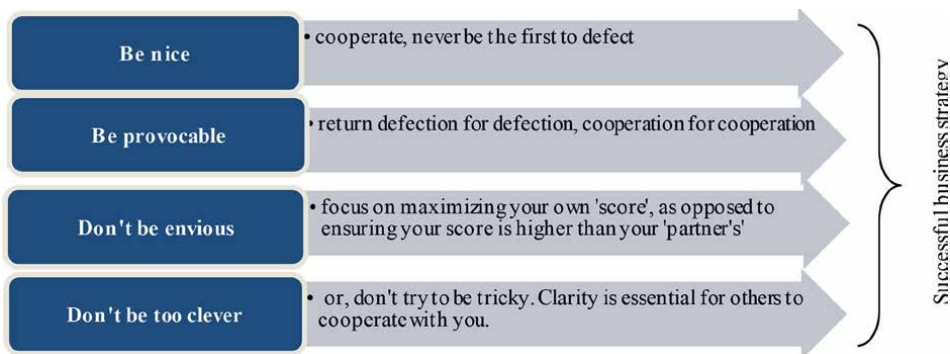 Be nice
• cooperate, never be the first to defect
Be provocable
• return defection for defection, cooperation for cooperation
Don't be envious
• focus on maximizing your own 'score', as opposed to
ensuring your score is higher than your 'partner's'
Don't be too clever
• or, don't try to be tricky. Clarity is essential for others to
cooperate with you.
Successful business strategy